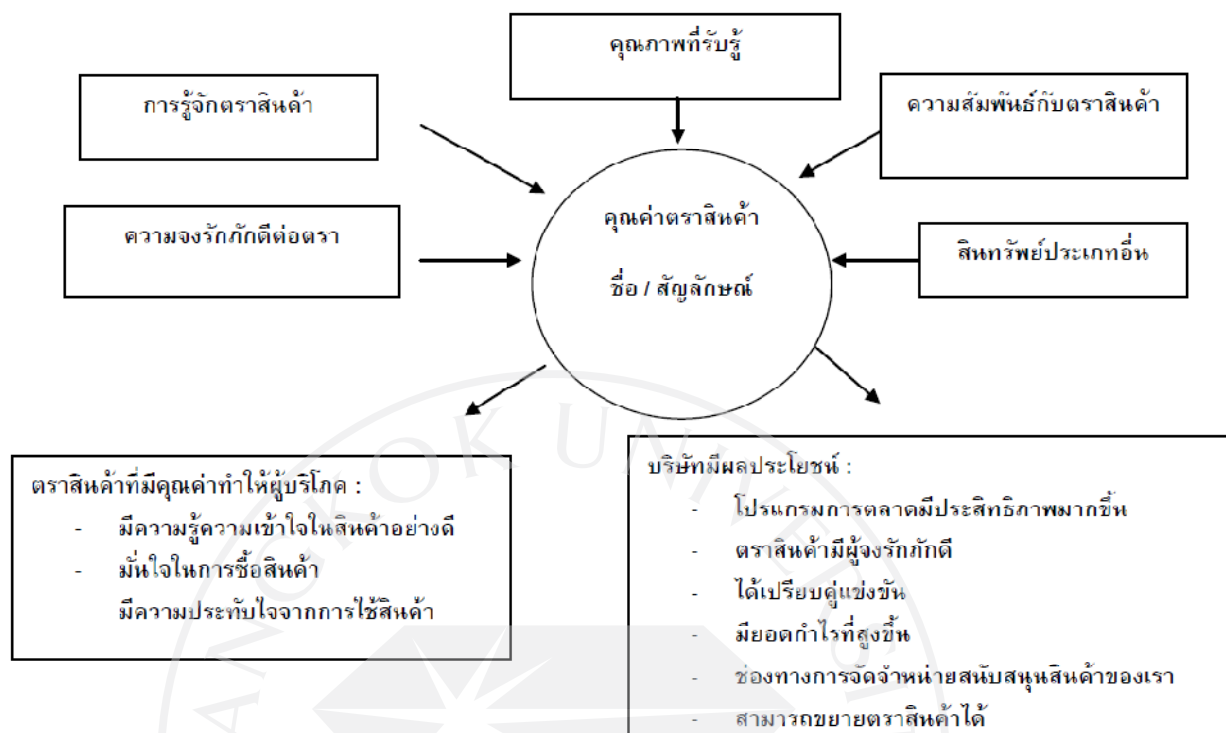 คุณภาพที่รับรู้
การรู้จักตราสินค้า
ความสัมพันธ์กับตราสินค้า
ความจงรักภักดีต่อตรา
คุณค่าตราสินค้า
ชื่อ / สัญลักษณ์
สินทรัพย์ประเภทอื่น
ตราสินค้าที่มีคุณค่าทำให้ผู้บริโภค :
- มีความรู้ความเข้าใจในสินค้าอย่างดี
- มั่นใจในการซื้อสินค้า
มีความประทับใจจากการใช้สินค้า
บริษัทมีผลประโยชน์ :
- โปรแกรมการตลาดมีประสิทธิภาพมากขึ้น
- ตราสินค้ามีผู้จงรักภักดี
- ได้เปรียบคู่แข่งขัน
- มียอดกำไรที่สูงขึ้น
- ช่องทางการจัดจำหน่ายสนับสนุนสินค้าของเรา
- สามารถขยายตราสินค้าได้
ANGKOK UNIVERSI